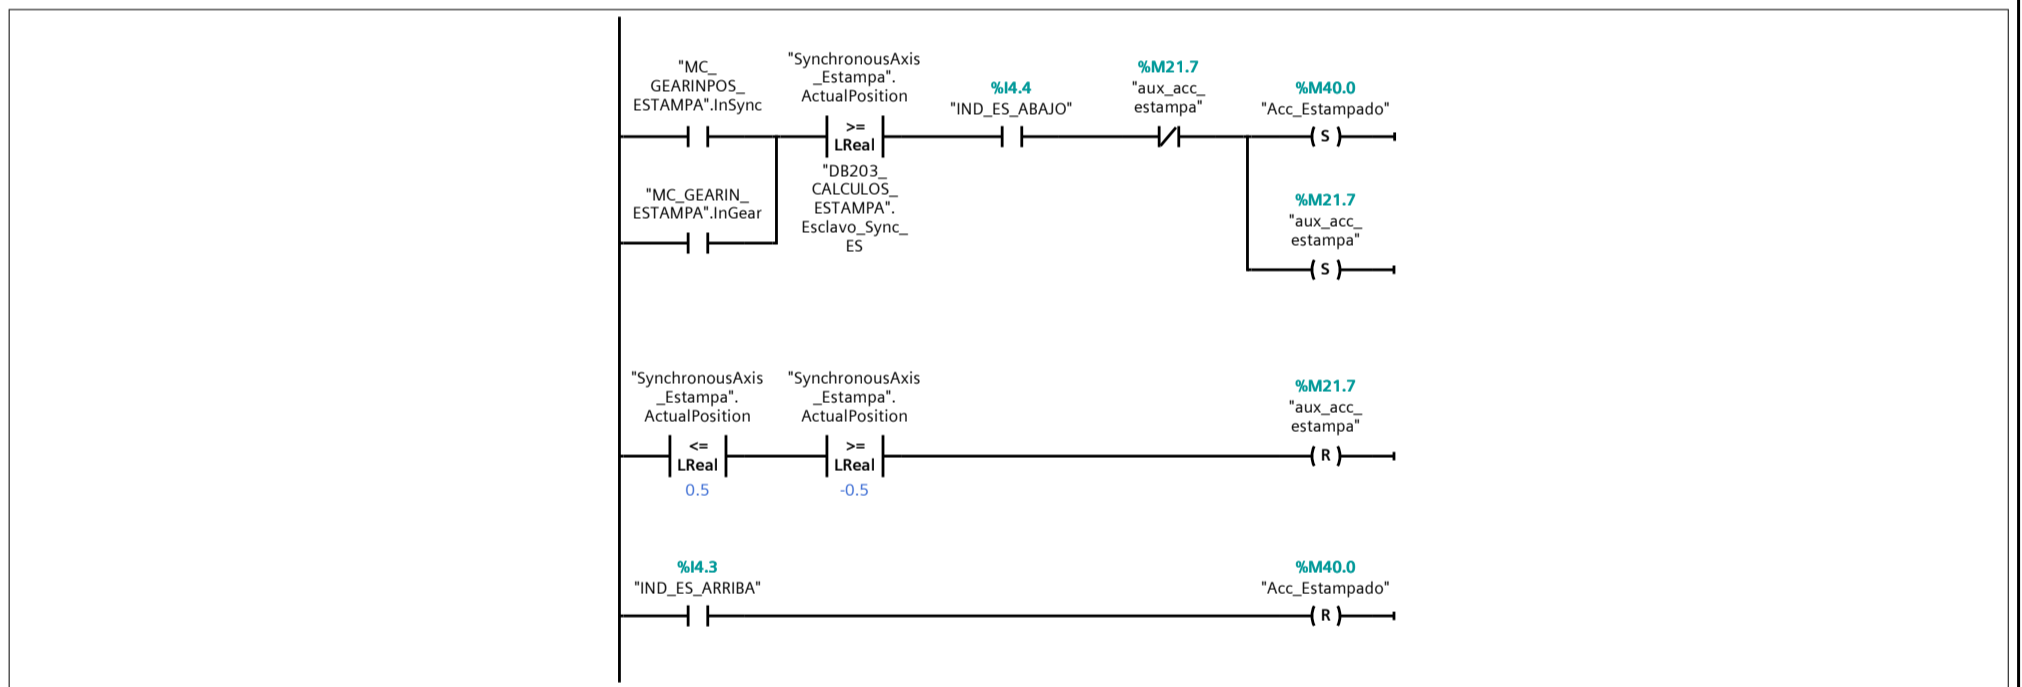 "MC_
GEARINPOS_
ESTAMPA".InSync
"SynchronousAxis
_Estampa".
ActualPosition
%I4.4
"IND_ES_ABAJO"
%M21.7
"aux_acc_
estampa"
%M40.0
"Acc_Estampado"
>=
LReal
S
"DB203_
CALCULOS_
ESTAMPA".
Esclavo_Sync_
ES
"MC_GEARIN_
ESTAMPA".InGear
%M21.7
"aux_acc_
estampa"
S
"SynchronousAxis
_Estampa".
ActualPosition
"SynchronousAxis
_Estampa".
ActualPosition
%M21.7
"aux_acc_
estampa"
<=
LReal
0.5
>=
LReal
-0.5
R
%I4.3
"IND_ES_ARRIBA"
%M40.0
"Acc_Estampado"
R